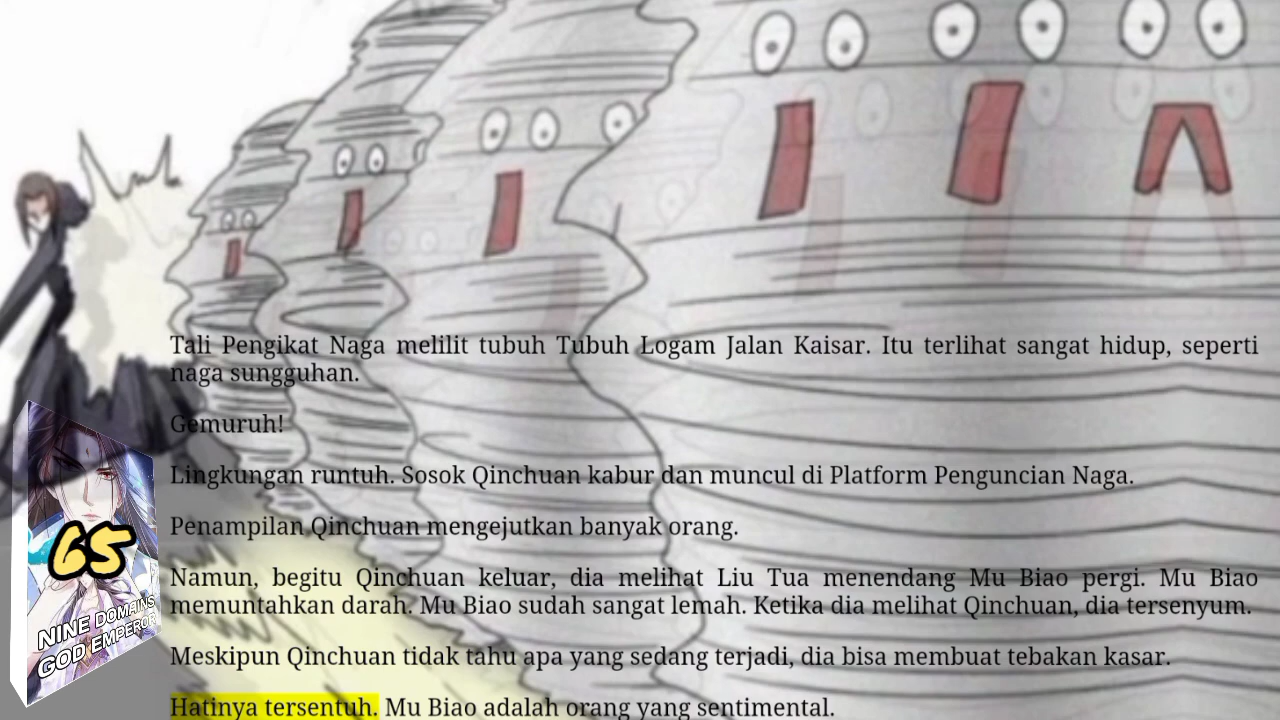 Tali Pengikat Naga melilit tubuh Tubuh Logam Jalan Kaisar. Itu terlihat sangat hidup, seperti
naga sungguhan.
Gemuruh!
Lingkungan runtuh. Sosok Qinchuan kabur dan muncul di Platform Penguncian Naga.
Penampilan Qinchuan mengejutkan banyak orang.
Namun, begitu Qinchuan keluar, dia melihat Liu Tua menendang Mu Biao pergi. Mu Biao
memuntahkan darah. Mu Biao sudah sangat lemah. Ketika dia melihat Qinchuan, dia tersenyum.
Meskipun Qinchuan tidak tahu apa yang sedang terjadi, dia bisa membuat tebakan kasar.
Hatinya tersentuh. Mu Biao adalah orang yang sentimental.
65
NINE DOMAINS
GOD EMPEROR